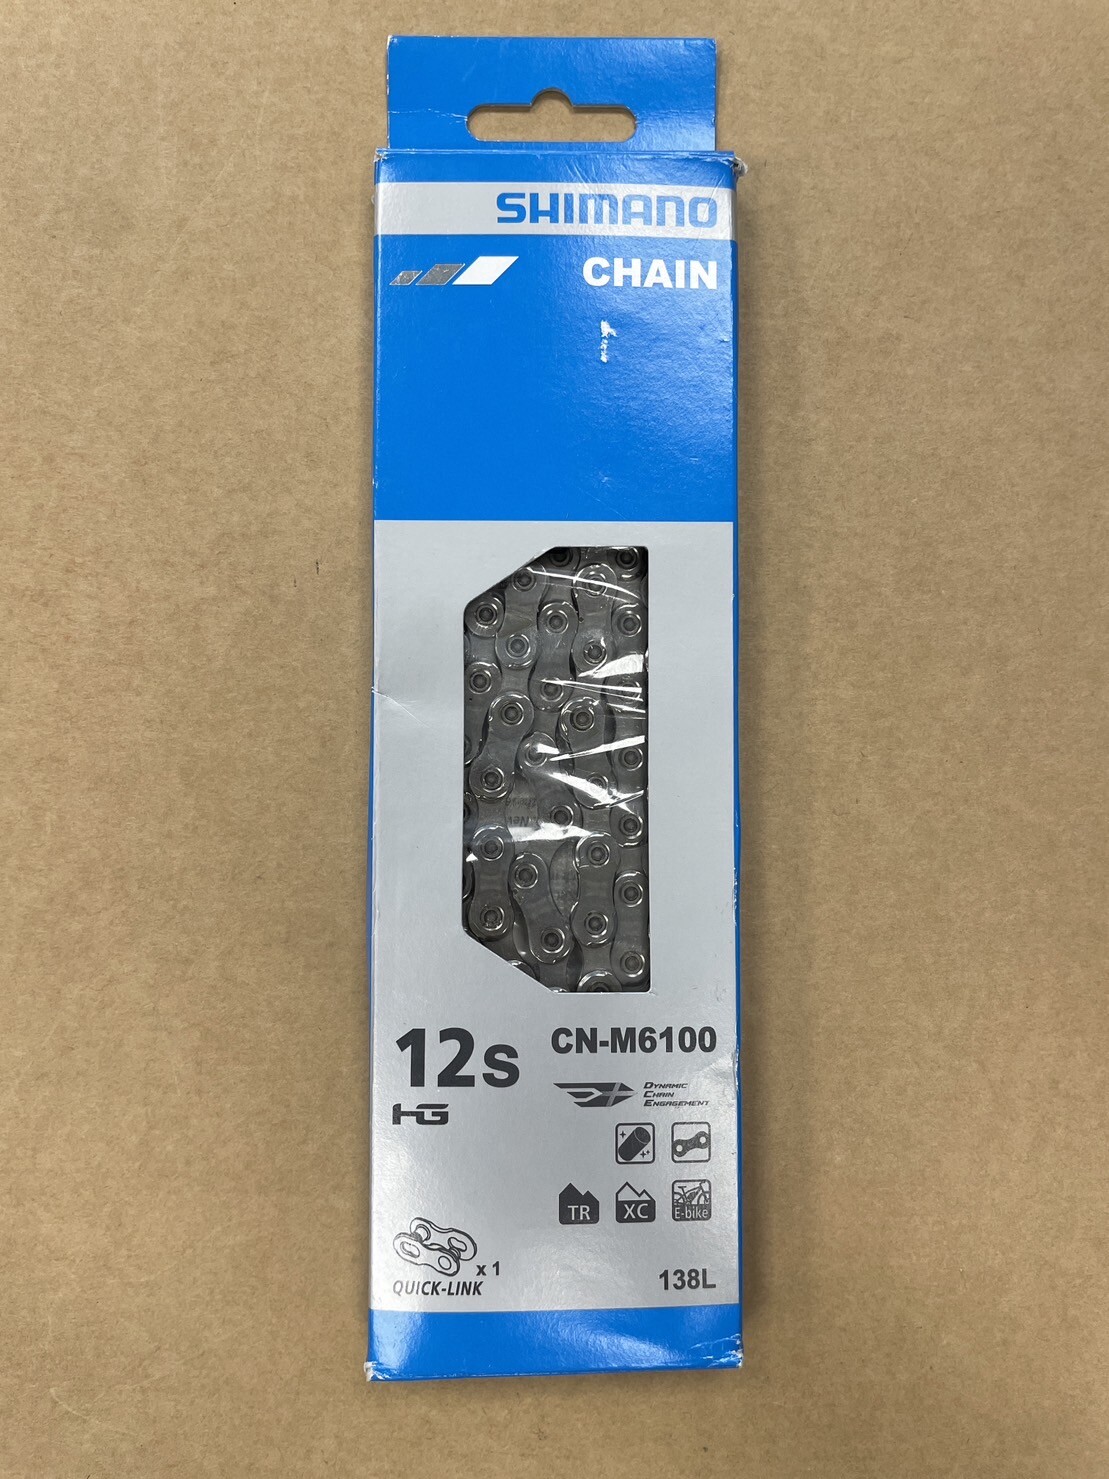 SHIMANO
CHAIN
12s
CN-M6100
HG
DYNAMIC
CHAIN
ENGAGEMENT
TR
XC
E-bike
x 1
QUICK-LINK
138L